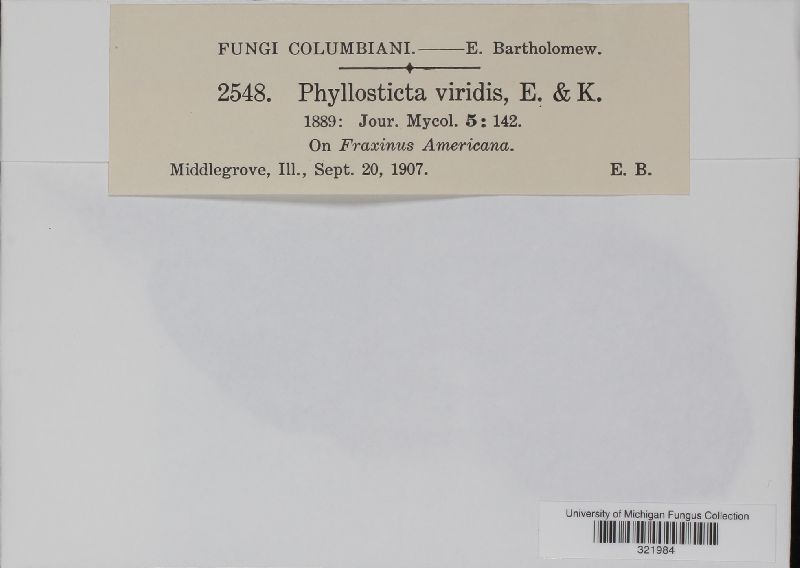 FUNGI COLUMBIANI.——E. Bartholomew.
2548. Phyllosticta viridis, E. & K.
1889: Jour. Mycol. 5: 142.
On Fraxinus Americana.
Middlegrove, Ill., Sept. 20, 1907. E. B.
University of Michigan Fungus Collection
321984